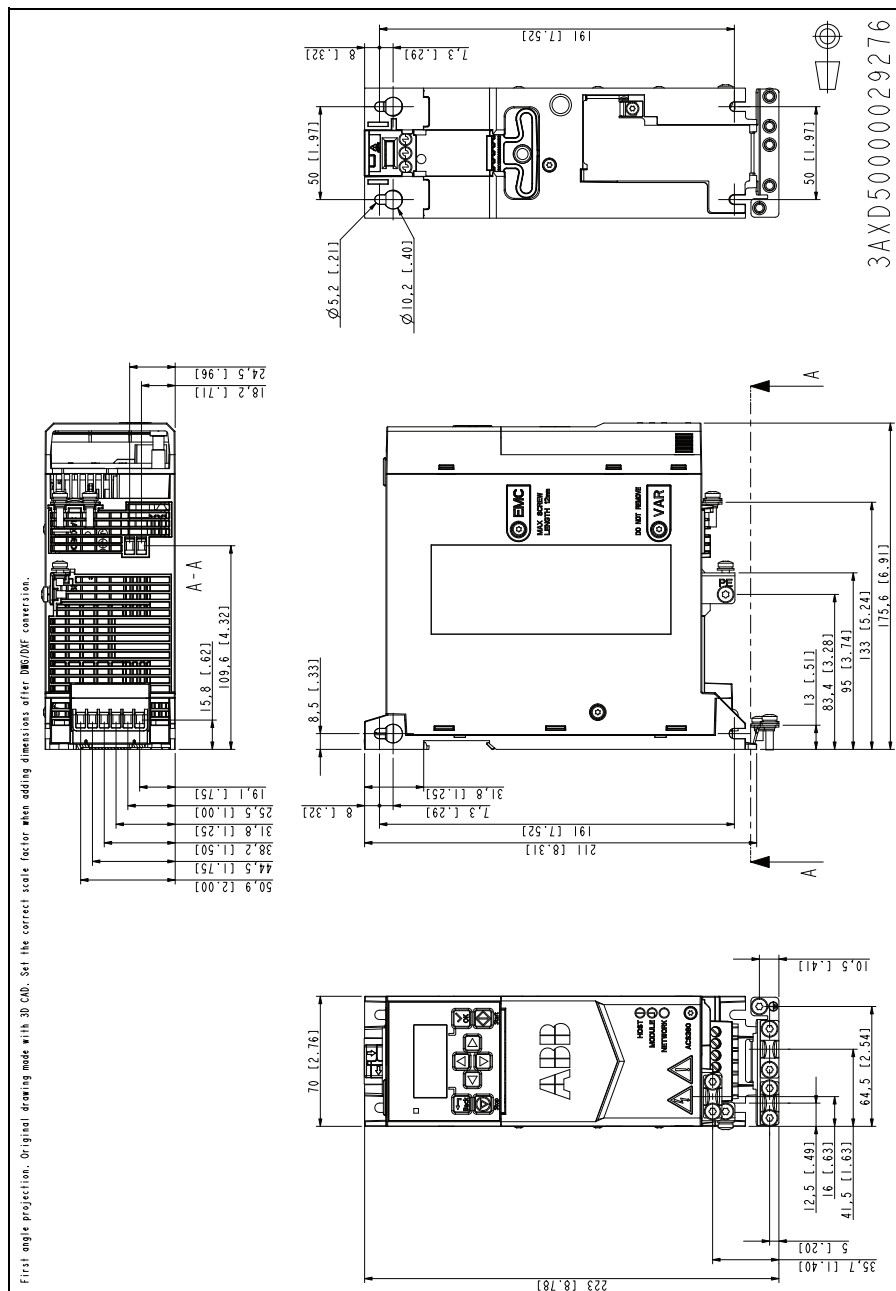 3AXD50000029276
8 [.32]
7,3 [.29]
191 [7.52]
50 [1.97]
50 [1.97]
Ø5,2 [.21]
Ø10,2 [.40]
24,5 [.96]
18,2 [.71]
A-A
15,8 [.62]
109,6 [4.32]
19,1 [.75]
25,5 [1.00]
31,8 [1.25]
38,2 [1.50]
44,5 [1.75]
50,9 [2.00]
A
EMC
MAX SCREW
LENGTH 12mm
DO NOT REMOVE
VAR
PE
8,5 [.33]
13 [.51]
83,4 [3.28]
95 [3.74]
133 [5.24]
175,6 [6.91]
31,8 [1.25]
8 [.32]
7,3 [.29]
191 [7.52]
211 [8.31]
A
70 [2.76]
OK
Start
Back
Stop
ABB
HOST
MODULE
NETWORK
ACS380
10,5 [.41]
64,5 [2.54]
12,5 [.49]
16 [.63]
41,5 [1.63]
5 [.20]
35,7 [1.40]
223 [8.78]
First angle projection. Original drawing made with 3D CAD. Set the correct scale factor when adding dimensions after DWG/DXF conversion.